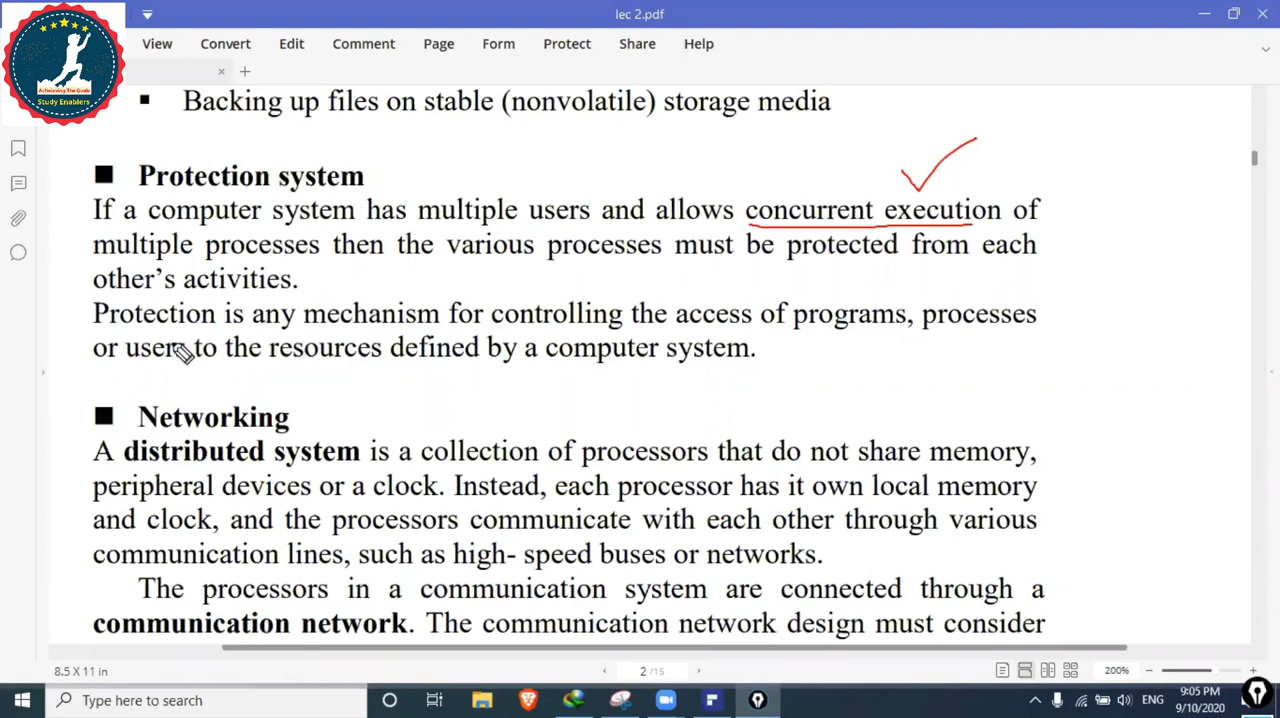 lec 2.pdf
View Convert Edit Comment Page Form Protect Share Help
Achieveing The Goals
Study Enablers
▪ Backing up files on stable (nonvolatile) storage media
■ Protection system
If a computer system has multiple users and allows concurrent execution of
multiple processes then the various processes must be protected from each
other’s activities.
Protection is any mechanism for controlling the access of programs, processes
or users to the resources defined by a computer system.
■ Networking
A distributed system is a collection of processors that do not share memory,
peripheral devices or a clock. Instead, each processor has it own local memory
and clock, and the processors communicate with each other through various
communication lines, such as high- speed buses or networks.
The processors in a communication system are connected through a
communication network. The communication network design must consider
8.5 X 11 in
2 /15
200%
Type here to search
ENG
9:05 PM
9/10/2020